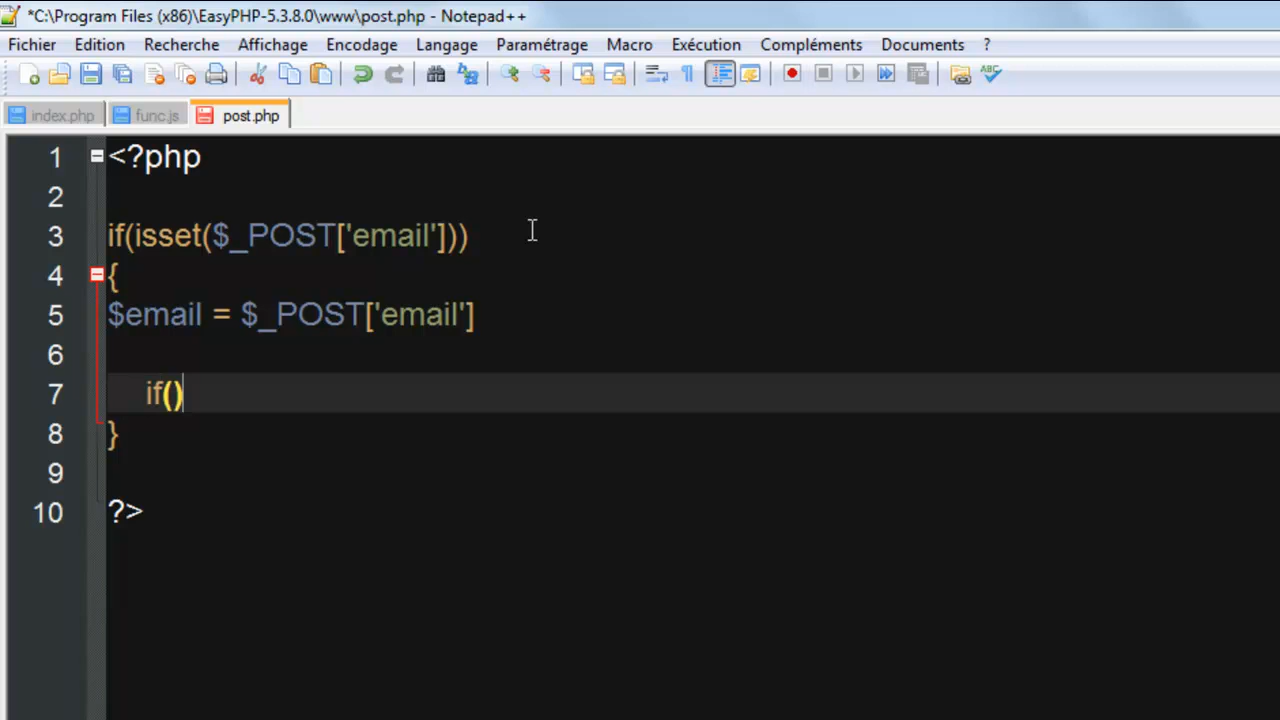 *C:\Program Files (x86)\EasyPHP-5.3.8.0\www\post.php - Notepad++
Fichier Edition Recherche Affichage Encodage Langage Paramétrage Macro Exécution Compléments Documents ?
ABC
index.php func.js post.php
1 <?php
2
3 if(isset($_POST['email']))
4 {
5 $email = $_POST['email']
6
7 if()
8 }
9
10 ?>